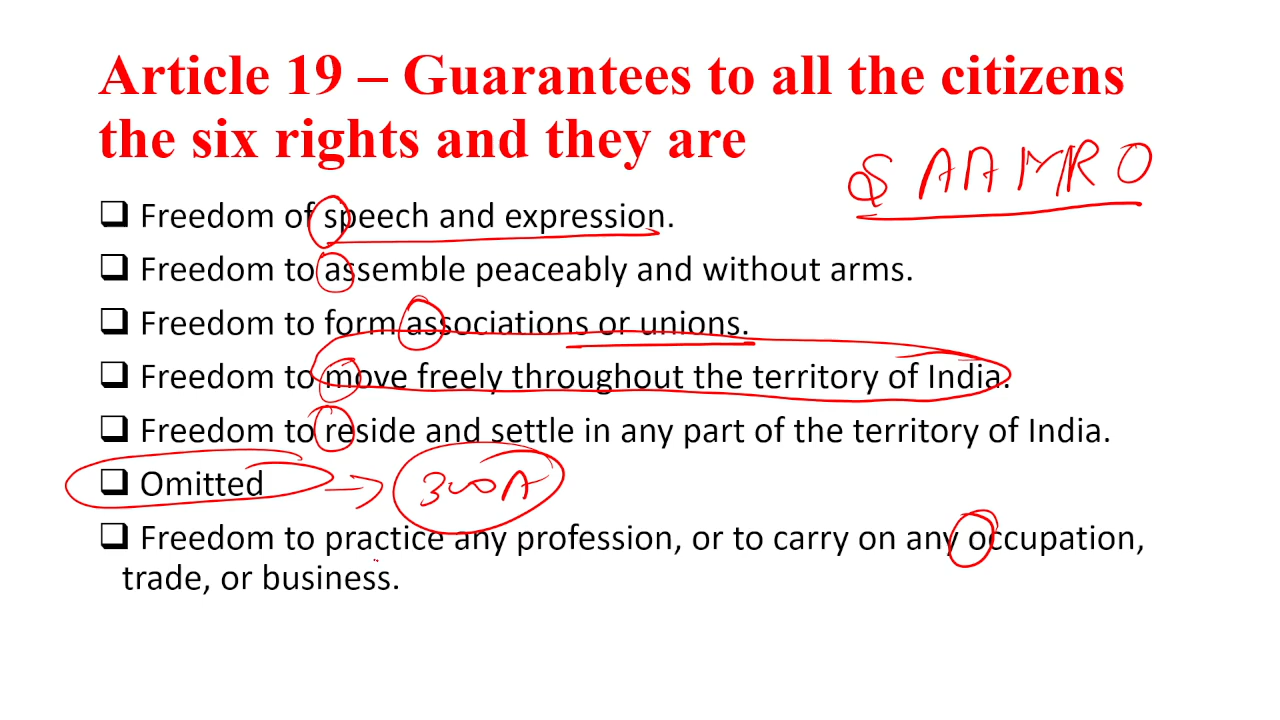 Article 19 – Guarantees to all the citizens
the six rights and they are
SAAMRO
❑ Freedom of speech and expression.
❑ Freedom to assemble peaceably and without arms.
❑ Freedom to form associations or unions.
❑ Freedom to move freely throughout the territory of India.
❑ Freedom to reside and settle in any part of the territory of India.
❑ Omitted → 300A
❑ Freedom to practice any profession, or to carry on any occupation,
trade, or business.